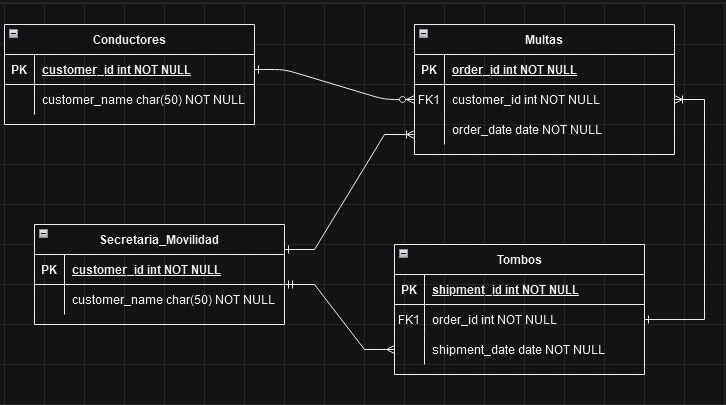 Conductores
PK customer_id int NOT NULL
customer_name char(50) NOT NULL
Multas
PK order_id int NOT NULL
FK1 customer_id int NOT NULL
order_date date NOT NULL
Secretaria_Movilidad
PK customer_id int NOT NULL
customer_name char(50) NOT NULL
Tombos
PK shipment_id int NOT NULL
FK1 order_id int NOT NULL
shipment_date date NOT NULL